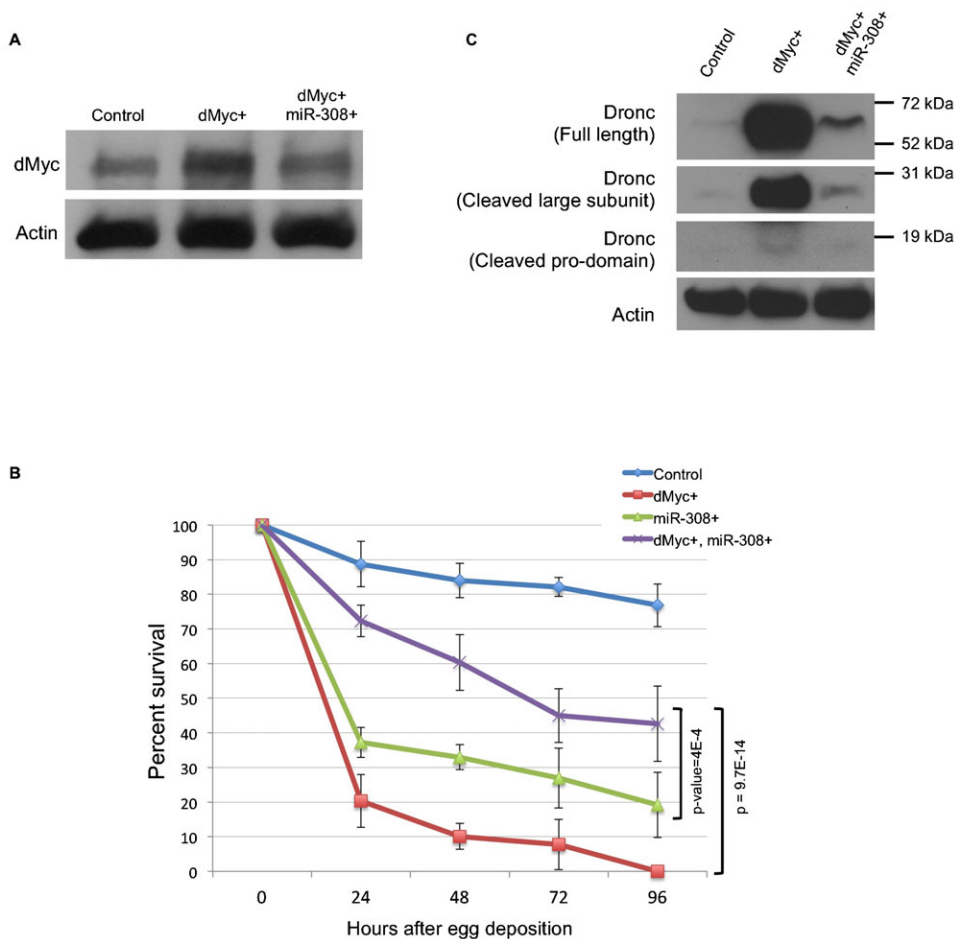 A
Control
dMyc+
dMyc+
miR-308+
dMyc
Actin
C
Control
dMyc+
dMyc+
miR-308+
Dronc
(Full length)
72 kDa
52 kDa
Dronc
(Cleaved large subunit)
31 kDa
Dronc
(Cleaved pro-domain)
19 kDa
Actin
B
Control
dMyc+
miR-308+
dMyc+, miR-308+
Percent survival
100
90
80
70
60
50
40
30
20
10
0
0 24 48 72 96
Hours after egg deposition
p-value=4E-4
p = 9.7E-14